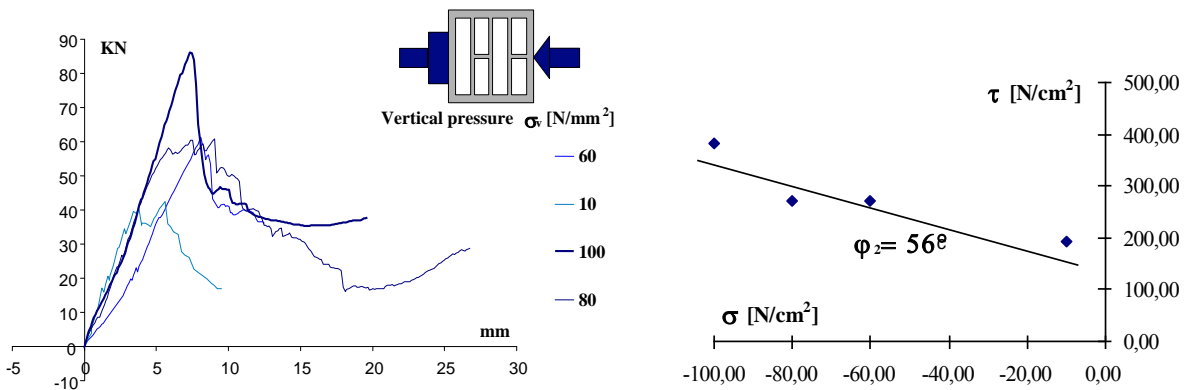 KN
90
80
70
60
50
40
30
20
10
0
-10
-5 0 5 10 15 20 25 30
mm
Vertical pressure σv [N/mm²]
60
10
100
80
τ [N/cm²]
500,00
400,00
300,00
200,00
100,00
0,00
φ2= 56º
σ [N/cm²]
-100,00 -80,00 -60,00 -40,00 -20,00 0,00